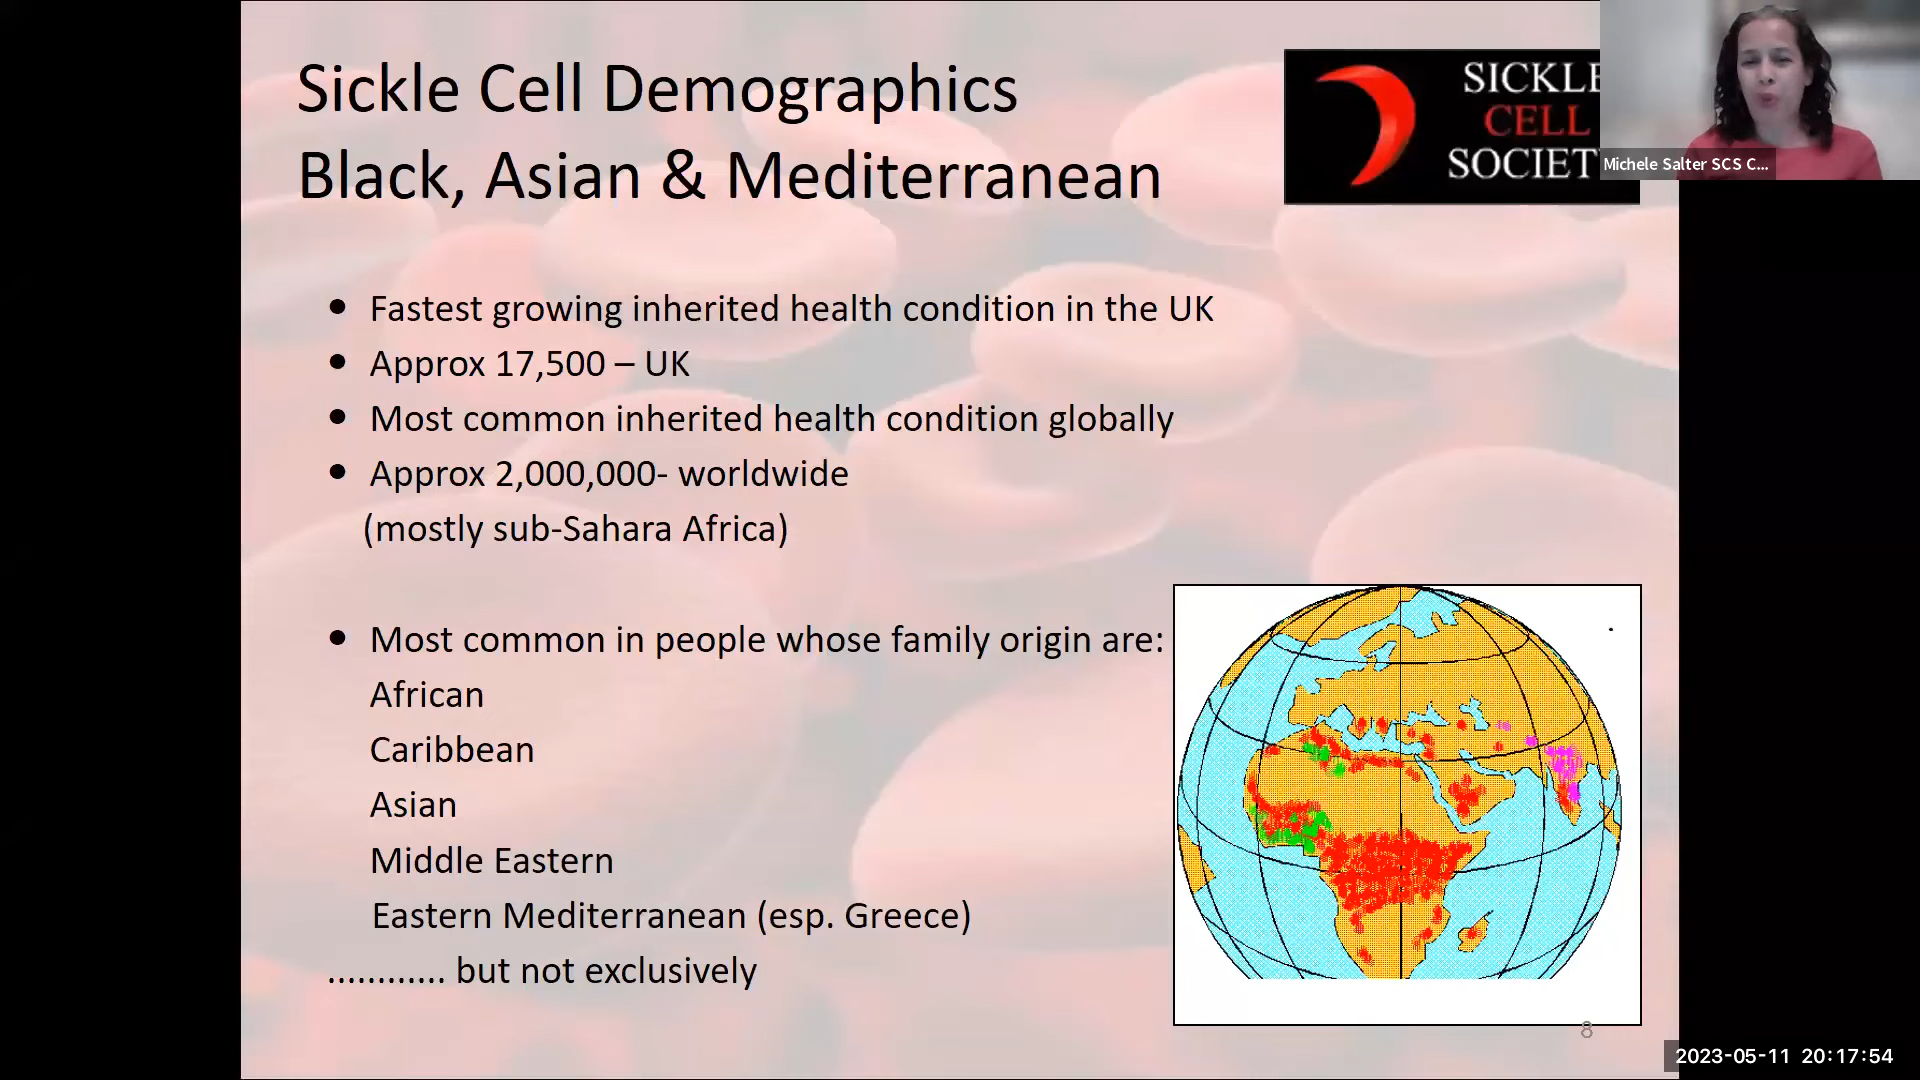 Sickle Cell Demographics
Black, Asian & Mediterranean
SICKLE
CELL
SOCIET
Michele Salter SCS C...
• Fastest growing inherited health condition in the UK
• Approx 17,500 – UK
• Most common inherited health condition globally
• Approx 2,000,000- worldwide
(mostly sub-Sahara Africa)
• Most common in people whose family origin are:
African
Caribbean
Asian
Middle Eastern
Eastern Mediterranean (esp. Greece)
............ but not exclusively
8
2023-05-11 20:17:54